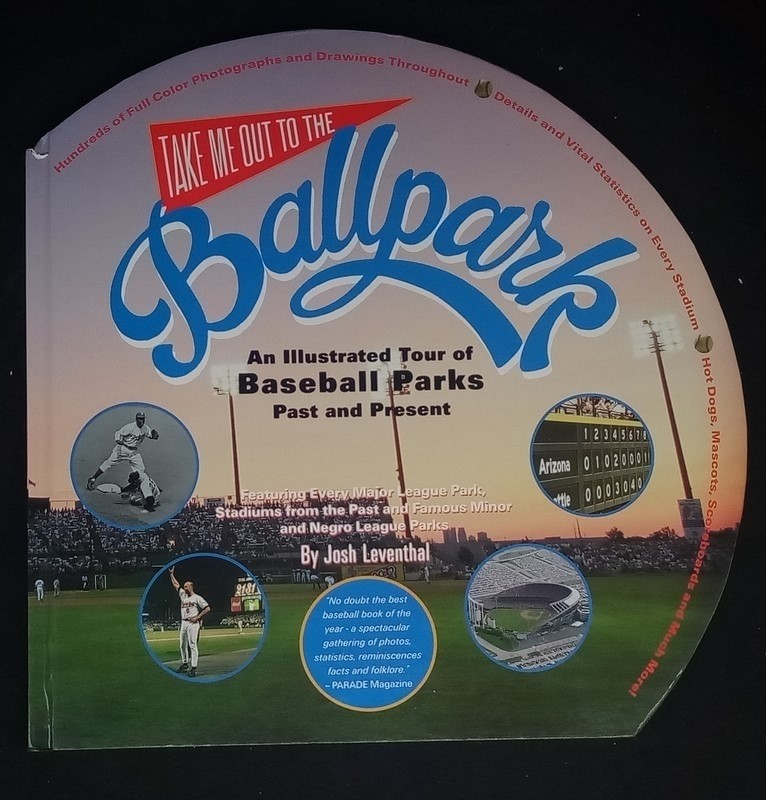 Hundreds of Full Color Photographs and Drawings Throughout
Details and Vital Statistics on Every Stadium
Hot Dogs, Mascots, Scoreboards and Much More!
TAKE ME OUT TO THE
Ballpark
An Illustrated Tour of
Baseball Parks
Past and Present
1 2 3 4 5 6 7 8
Arizona 0 1 0 2 0 0 0 1
ttle 0 0 0 3 0 4 0
Featuring Every Major League Park,
Stadiums from the Past and Famous Minor
and Negro League Parks
By Josh Leventhal
2131
"No doubt the best
baseball book of the
year - a spectacular
gathering of photos,
statistics, reminiscences
facts and folklore."
– PARADE Magazine